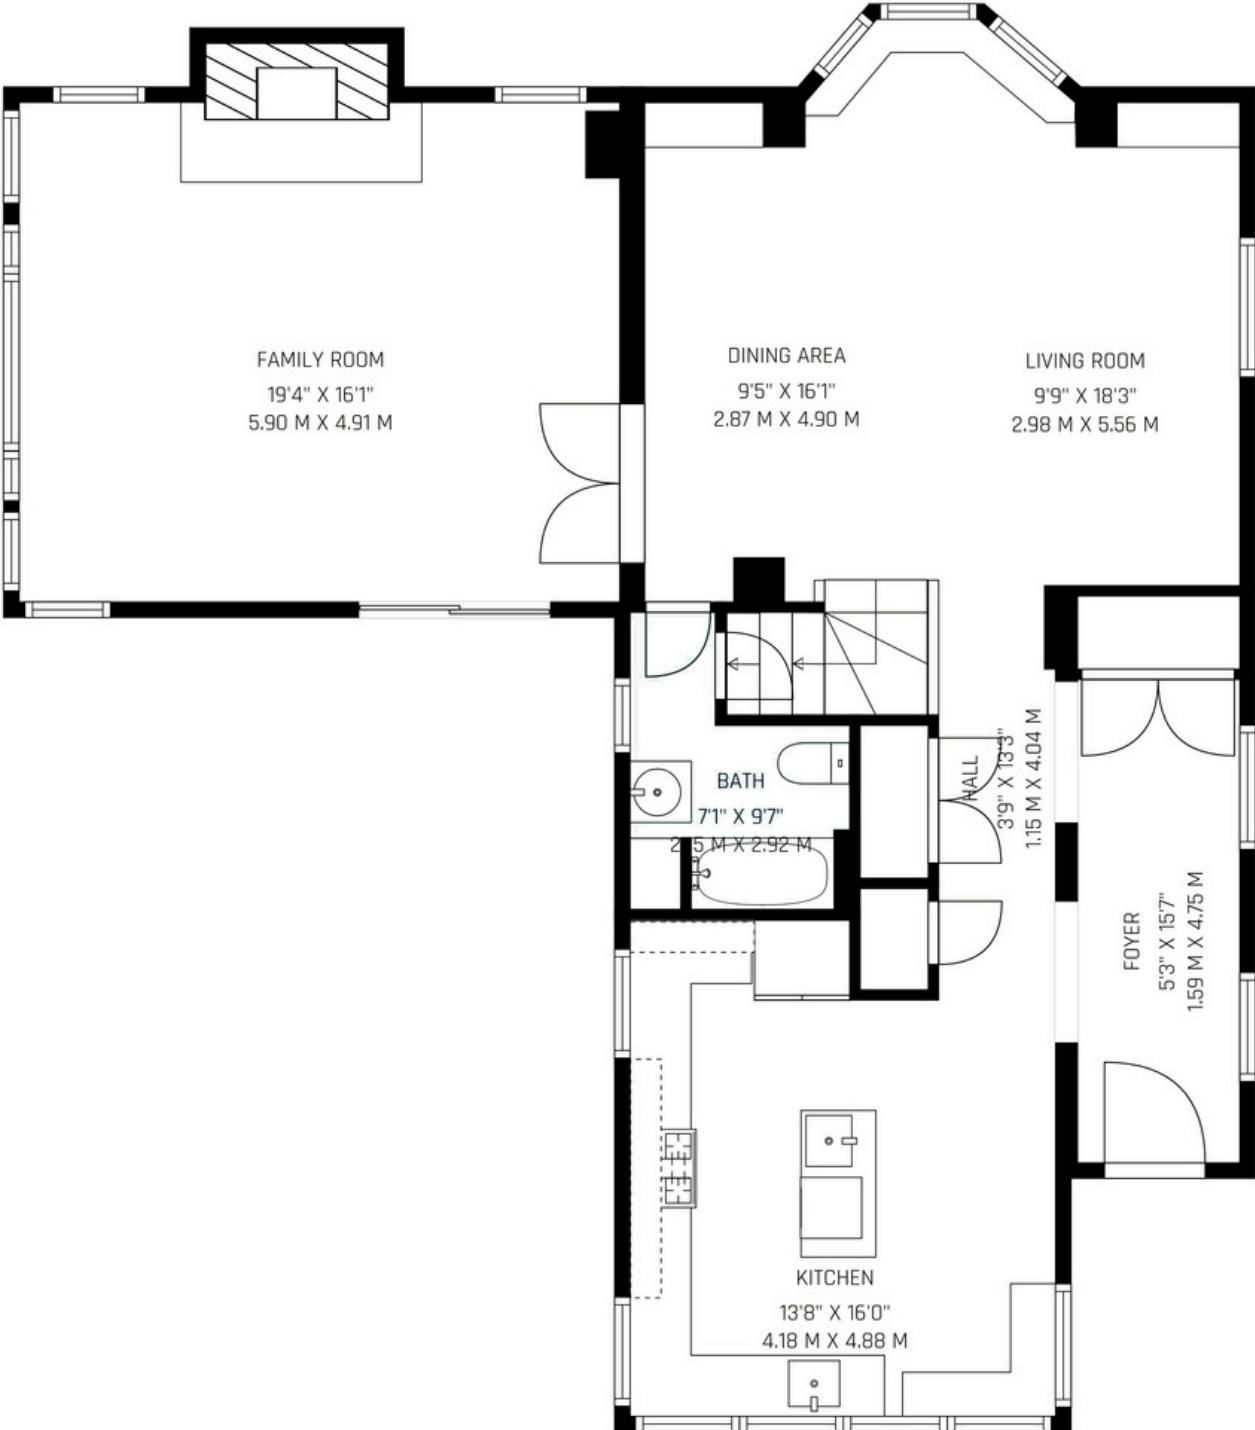 FAMILY ROOM
19'4" X 16'1"
5.90 M X 4.91 M
DINING AREA
9'5" X 16'1"
2.87 M X 4.90 M
LIVING ROOM
9'9" X 18'3"
2.98 M X 5.56 M
HALL
3'9" X 13'3"
1.15 M X 4.04 M
BATH
7'1" X 9'7"
M X 2.92 M
FOYER
5'3" X 15'7"
1.59 M X 4.75 M
KITCHEN
13'8" X 16'0"
4.18 M X 4.88 M